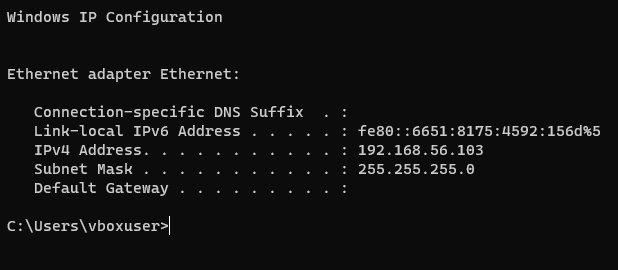 Windows IP Configuration
Ethernet adapter Ethernet:
Connection-specific DNS Suffix  . :
Link-local IPv6 Address . . . . . : fe80::6651:8175:4592:156d%5
IPv4 Address. . . . . . . . . . . : 192.168.56.103
Subnet Mask . . . . . . . . . . . : 255.255.255.0
Default Gateway . . . . . . . . . :
C:\Users\vboxuser>